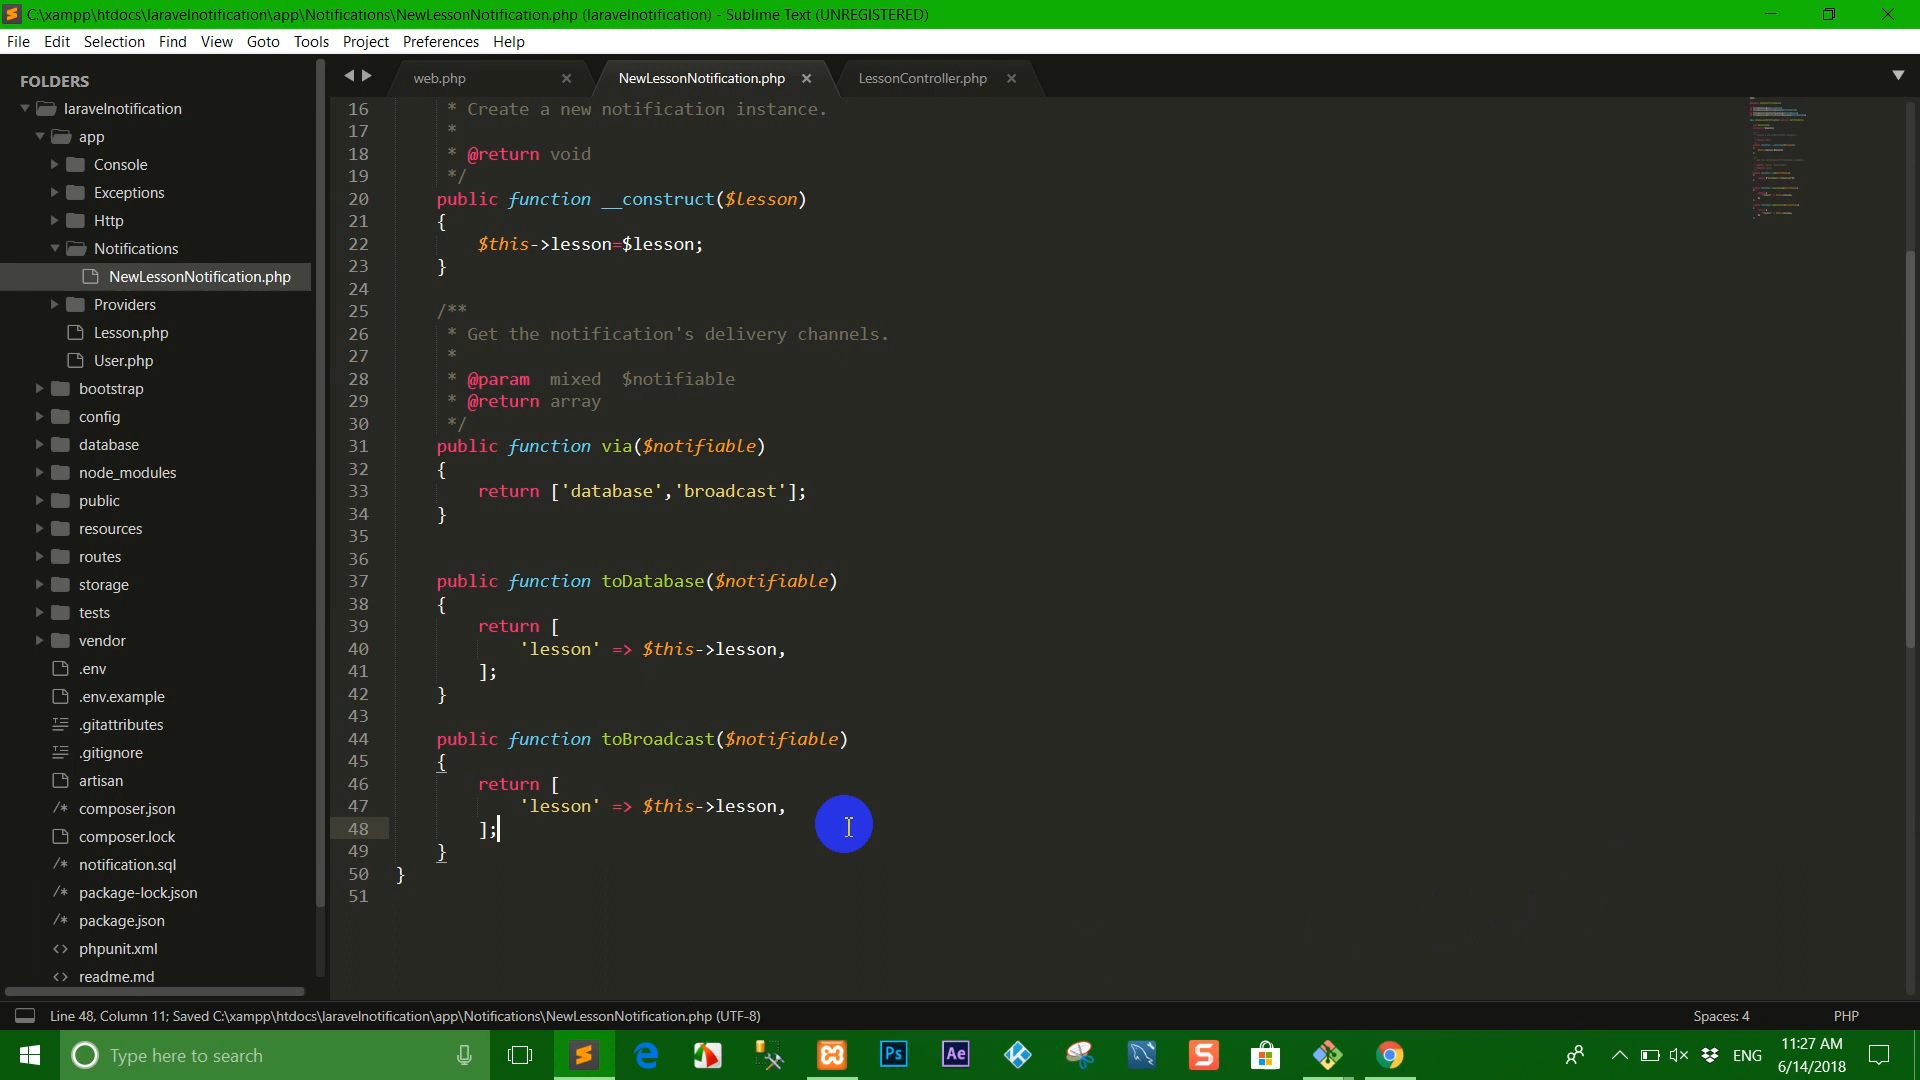 C:\xampp\htdocs\laravelnotification\app\Notifications\NewLessonNotification.php (laravelnotification) - Sublime Text (UNREGISTERED)
File Edit Selection Find View Goto Tools Project Preferences Help
FOLDERS
laravelnotification
app
Console
Exceptions
Http
Notifications
NewLessonNotification.php
Providers
Lesson.php
User.php
bootstrap
config
database
node_modules
public
resources
routes
storage
tests
vendor
.env
.env.example
.gitattributes
.gitignore
artisan
composer.json
composer.lock
notification.sql
package-lock.json
package.json
phpunit.xml
readme.md
web.php NewLessonNotification.php LessonController.php
16 * Create a new notification instance.
17 *
18 * @return void
19 */
20 public function __construct($lesson)
21 {
22 $this->lesson=$lesson;
23 }
24
25 /**
26 * Get the notification's delivery channels.
27 *
28 * @param mixed $notifiable
29 * @return array
30 */
31 public function via($notifiable)
32 {
33 return ['database','broadcast'];
34 }
35
36
37 public function toDatabase($notifiable)
38 {
39 return [
40 'lesson' => $this->lesson,
41 ];
42 }
43
44 public function toBroadcast($notifiable)
45 {
46 return [
47 'lesson' => $this->lesson,
48 ];
49 }
50 }
51
Line 48, Column 11; Saved C:\xampp\htdocs\laravelnotification\app\Notifications\NewLessonNotification.php (UTF-8) Spaces: 4 PHP
Type here to search
Ps
Ae
ENG
11:27 AM
6/14/2018